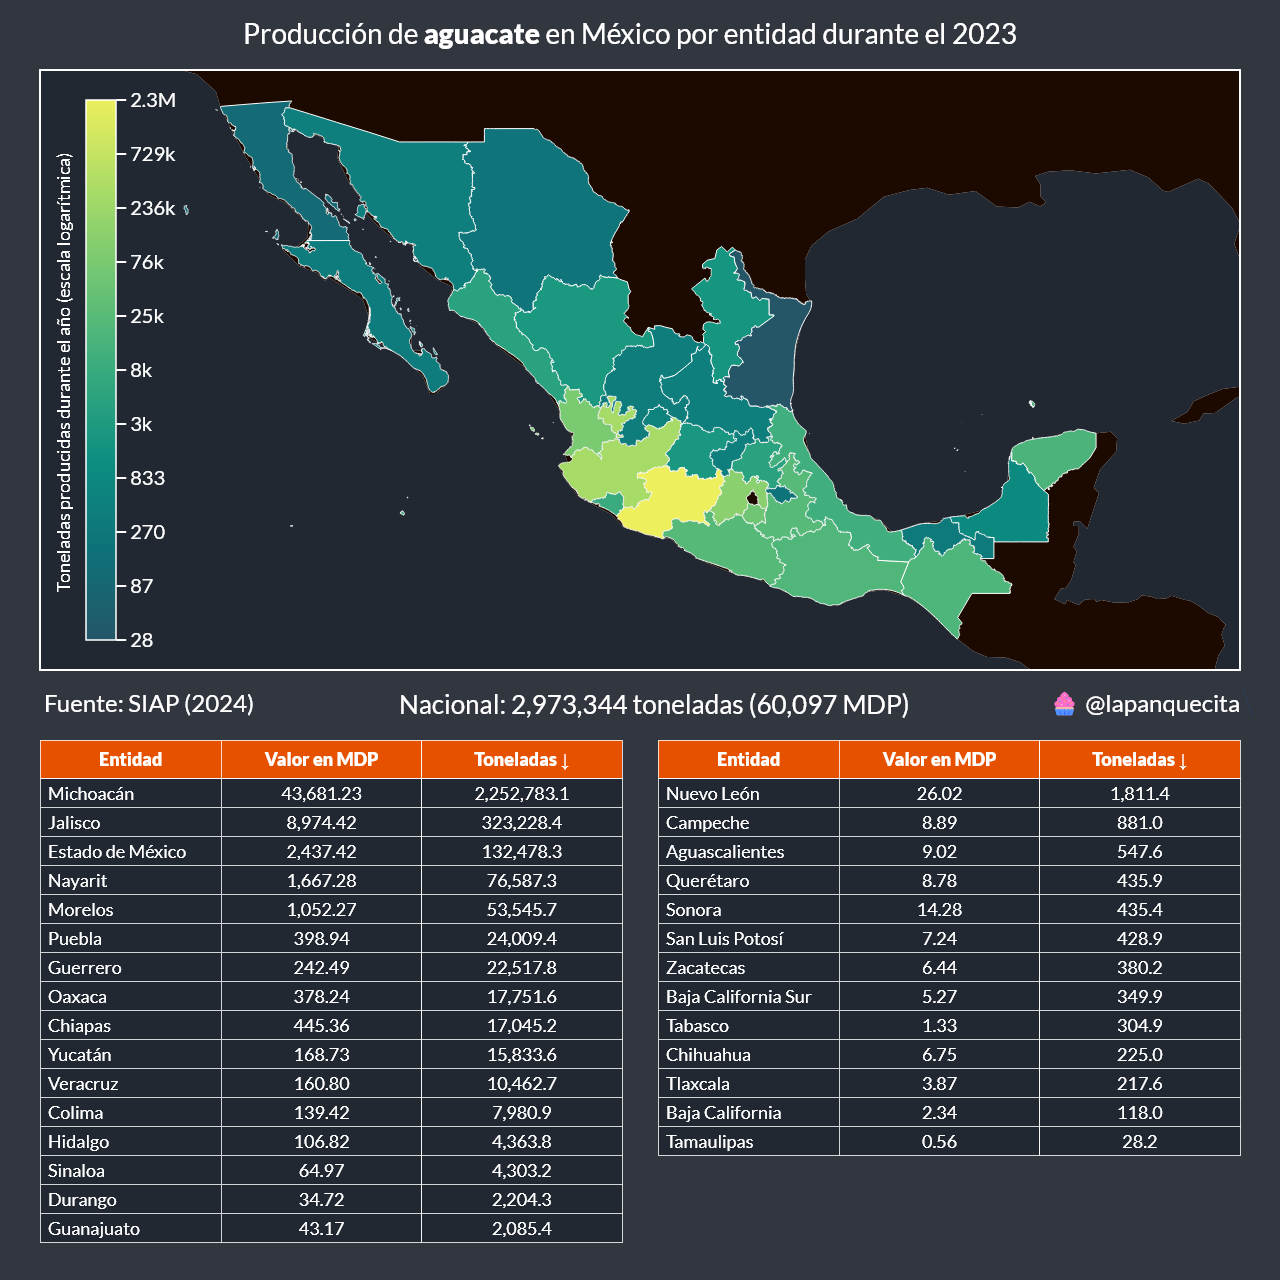 Producción de aguacate en México por entidad durante el 2023
Toneladas producidas durante el año (escala logarítmica)
2.3M
729k
236k
76k
25k
8k
3k
833
270
87
28
Fuente: SIAP (2024)
Nacional: 2,973,344 toneladas (60,097 MDP)
🧁 @lapanquecita
Entidad Valor en MDP Toneladas ↓
Michoacán 43,681.23 2,252,783.1
Jalisco 8,974.42 323,228.4
Estado de México 2,437.42 132,478.3
Nayarit 1,667.28 76,587.3
Morelos 1,052.27 53,545.7
Puebla 398.94 24,009.4
Guerrero 242.49 22,517.8
Oaxaca 378.24 17,751.6
Chiapas 445.36 17,045.2
Yucatán 168.73 15,833.6
Veracruz 160.80 10,462.7
Colima 139.42 7,980.9
Hidalgo 106.82 4,363.8
Sinaloa 64.97 4,303.2
Durango 34.72 2,204.3
Guanajuato 43.17 2,085.4
Entidad Valor en MDP Toneladas ↓
Nuevo León 26.02 1,811.4
Campeche 8.89 881.0
Aguascalientes 9.02 547.6
Querétaro 8.78 435.9
Sonora 14.28 435.4
San Luis Potosí 7.24 428.9
Zacatecas 6.44 380.2
Baja California Sur 5.27 349.9
Tabasco 1.33 304.9
Chihuahua 6.75 225.0
Tlaxcala 3.87 217.6
Baja California 2.34 118.0
Tamaulipas 0.56 28.2